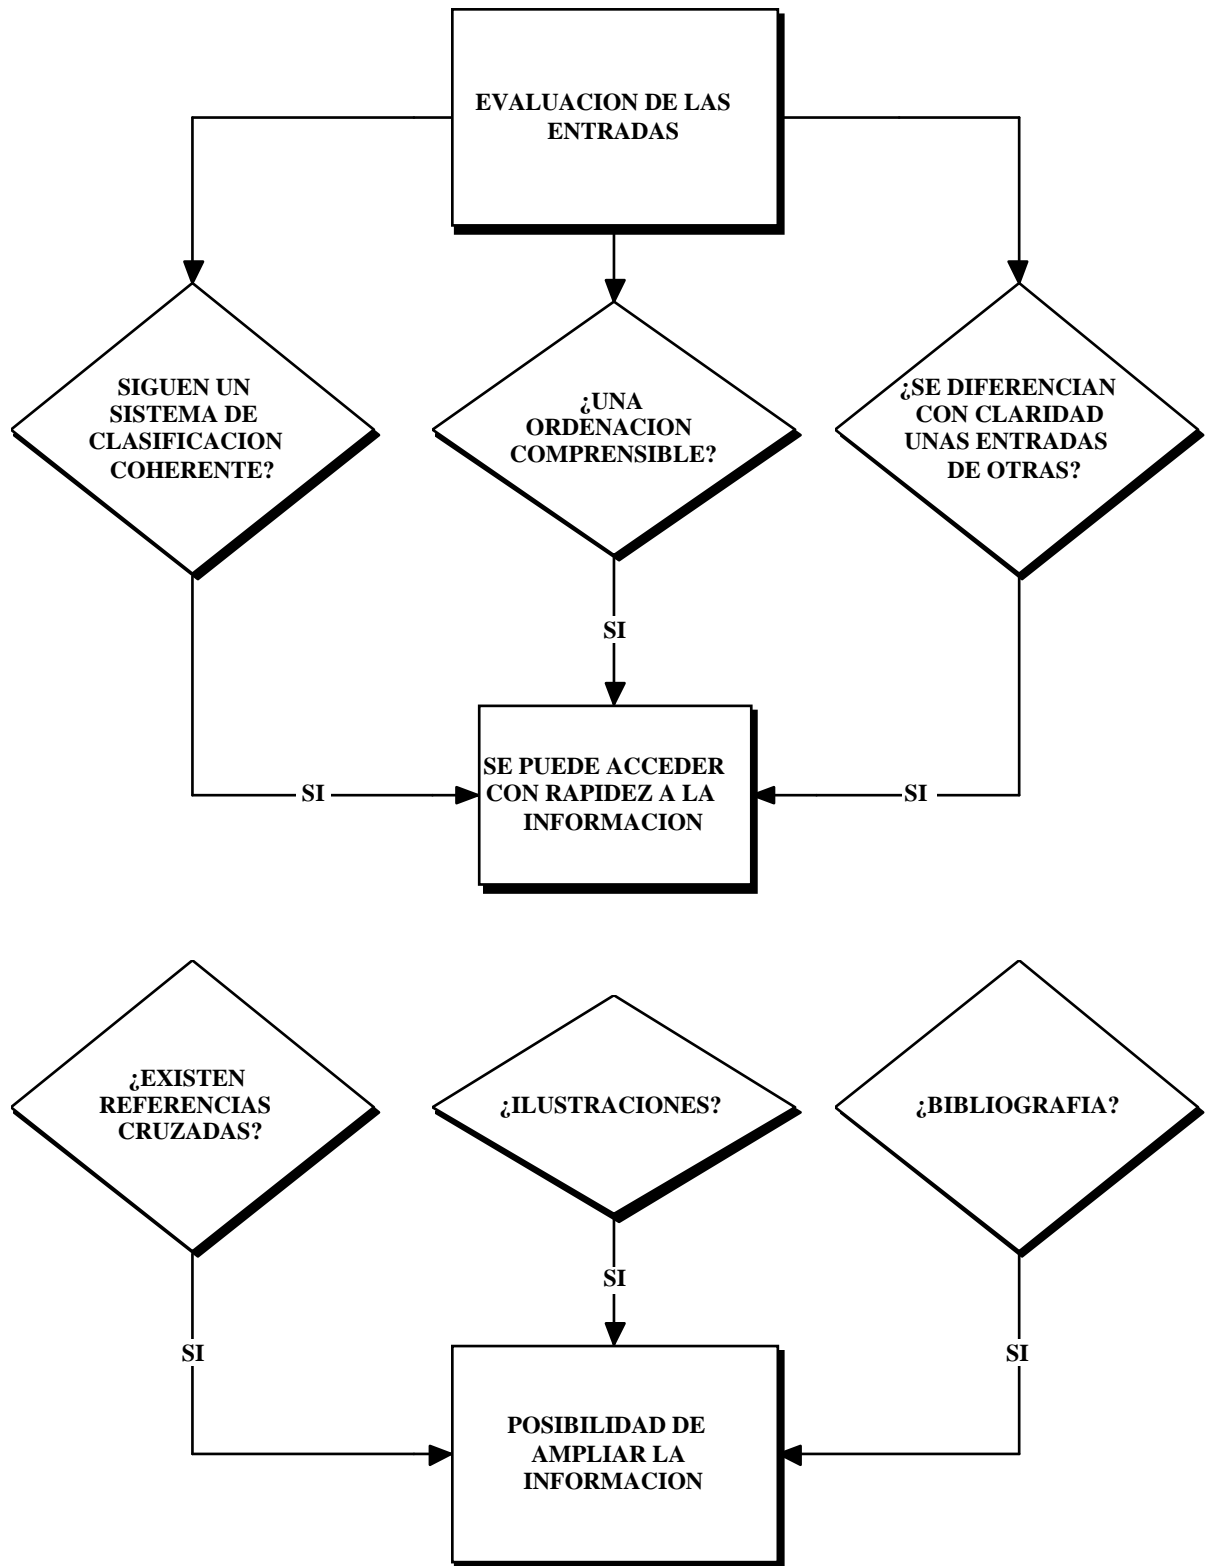 EVALUACION DE LAS
ENTRADAS
SIGUEN UN
SISTEMA DE
CLASIFICACION
COHERENTE?
¿UNA
ORDENACION
COMPRENSIBLE?
¿SE DIFERENCIAN
CON CLARIDAD
UNAS ENTRADAS
DE OTRAS?
SI
SE PUEDE ACCEDER
CON RAPIDEZ A LA
INFORMACION
SI
SI
¿EXISTEN
REFERENCIAS
CRUZADAS?
¿ILUSTRACIONES?
¿BIBLIOGRAFIA?
SI
SI
SI
POSIBILIDAD DE
AMPLIAR LA
INFORMACION